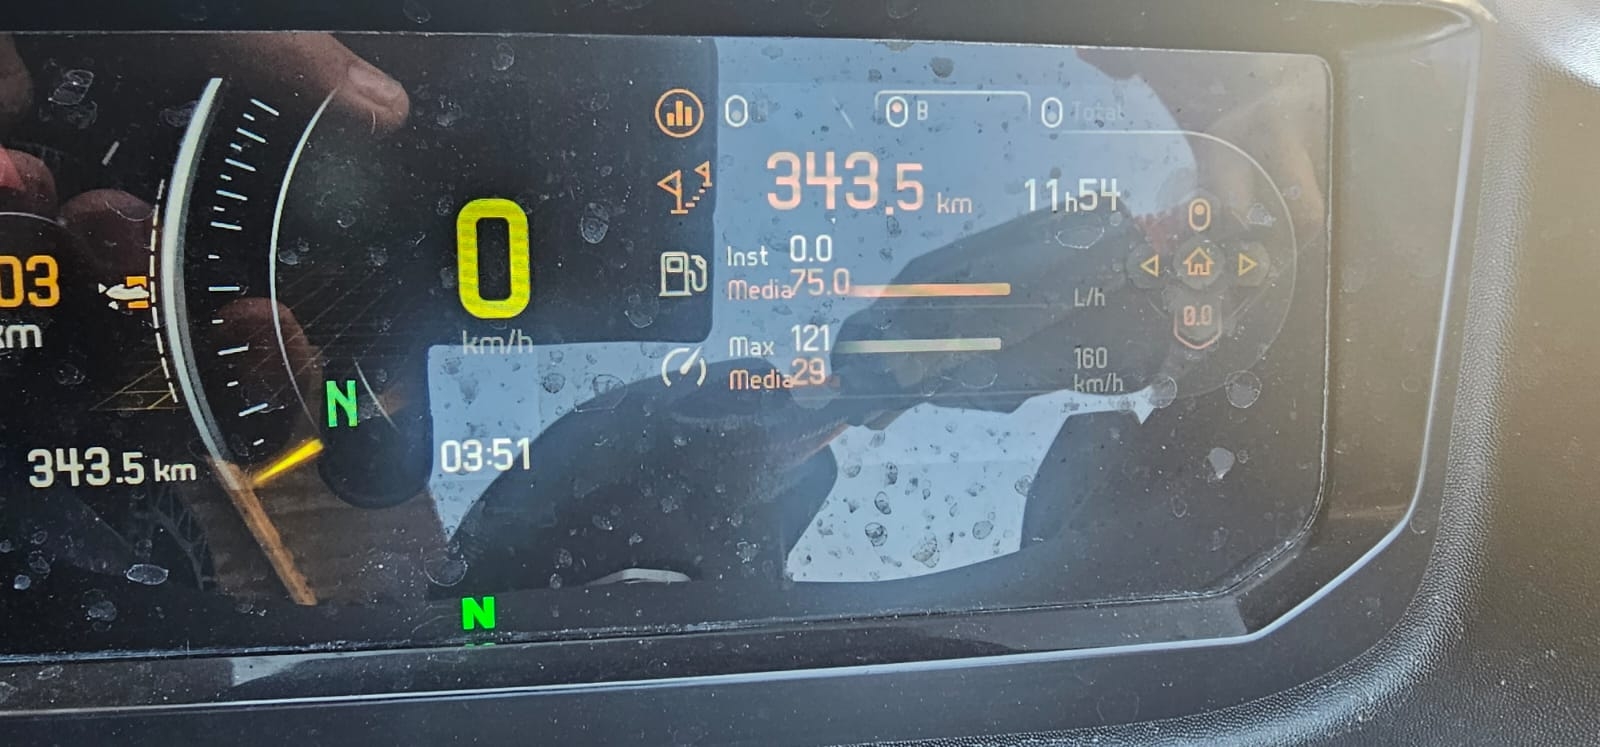 B Total
343.5 km 11h54
Inst 0.0
Media 75.0
L/h
Max 121
Media 29
160
km/h
0.0
0
km/h
03
km
N
343.5 km
03:51
N